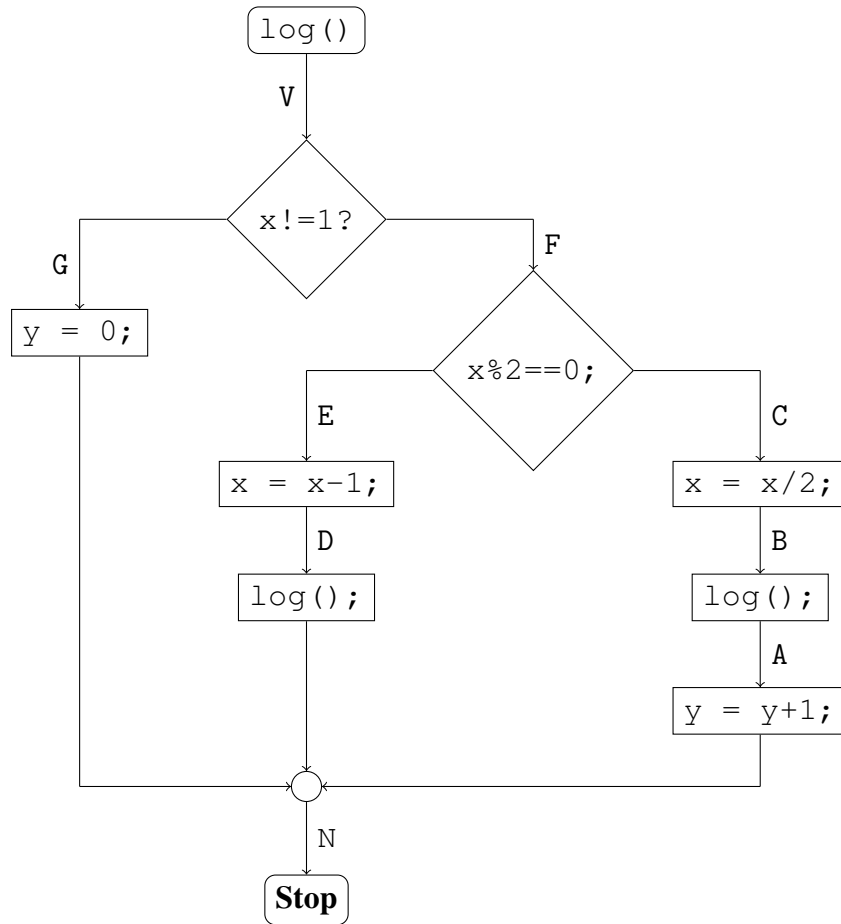 log()
V
x!=1?
G
F
y = 0;
x%2==0;
E
C
x = x-1;
x = x/2;
D
B
log();
log();
A
y = y+1;
N
Stop